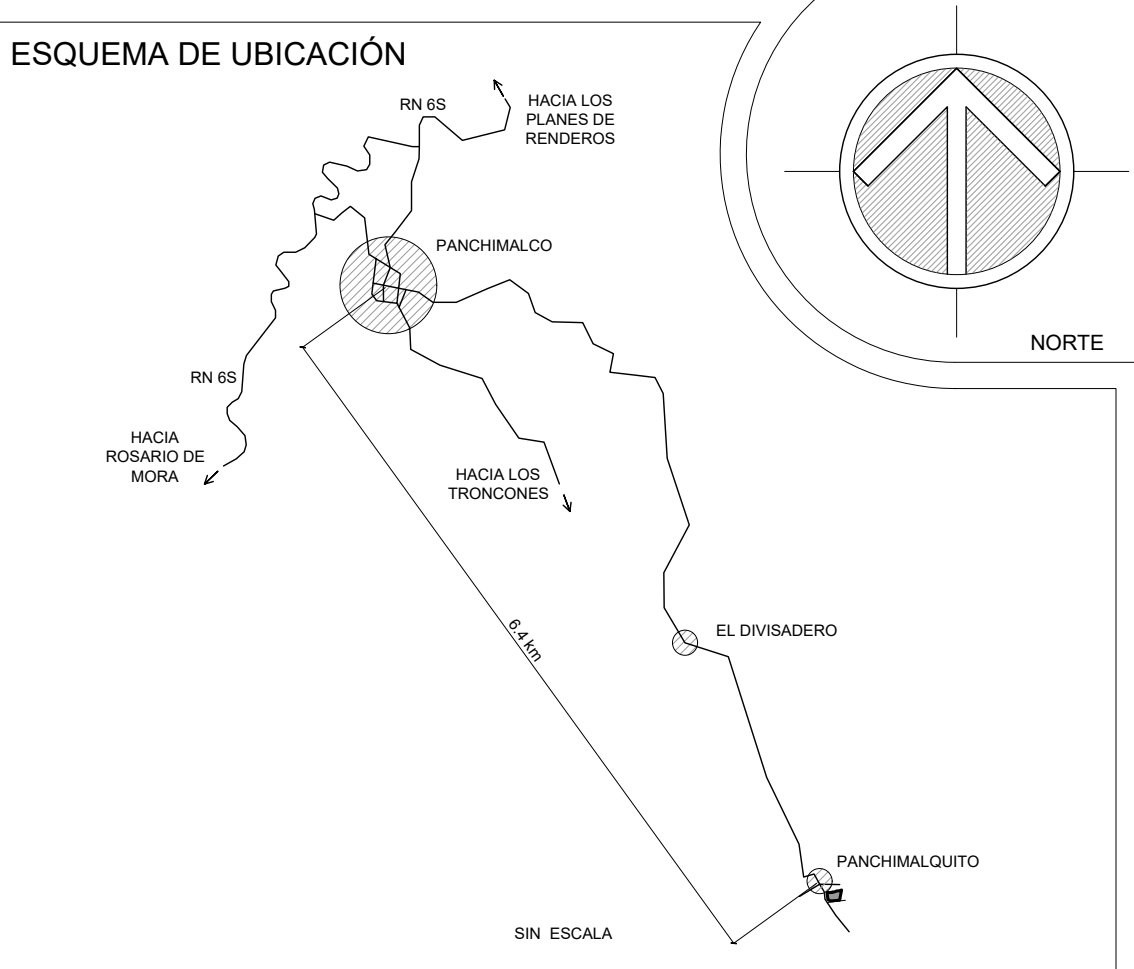 ESQUEMA DE UBICACIÓN
RN 6S
HACIA LOS
PLANES DE
RENDEROS
PANCHIMALCO
NORTE
RN 6S
HACIA
ROSARIO DE
MORA
HACIA LOS
TRONCONES
6.4 km
EL DIVISADERO
PANCHIMALQUITO
SIN ESCALA